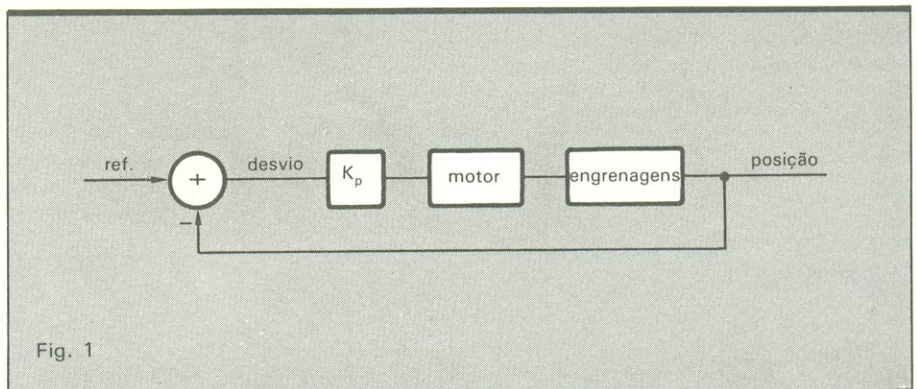 ref.
+
desvio
Kp
motor
engrenagens
posição
−
Fig. 1